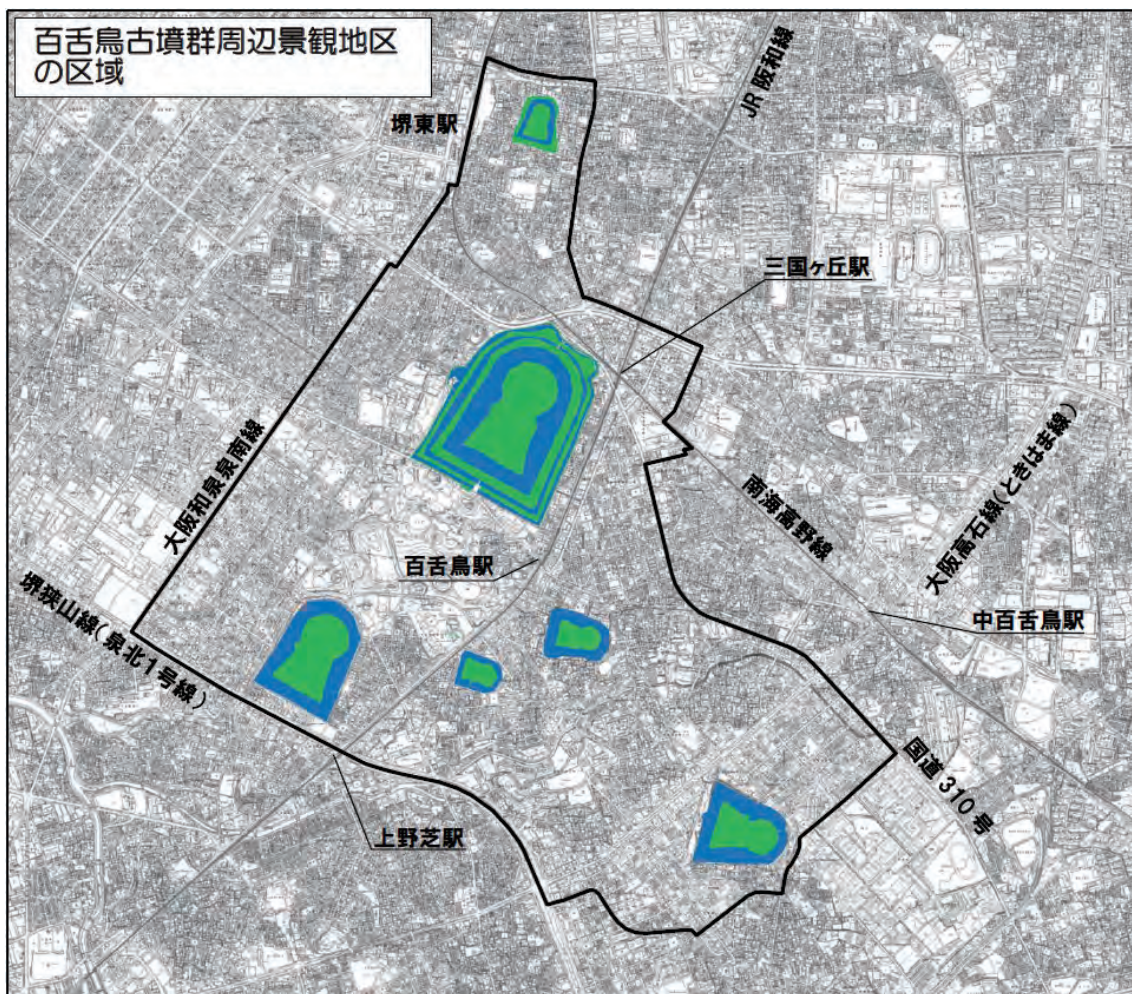 百舌鳥古墳群周辺景観地区
の区域
JR阪和線
堺東駅
三国ヶ丘駅
大阪和泉泉南線
大阪高石線(ときはま線)
南海高野線
百舌鳥駅
堺狭山線(泉北1号線)
中百舌鳥駅
国道310号
上野芝駅